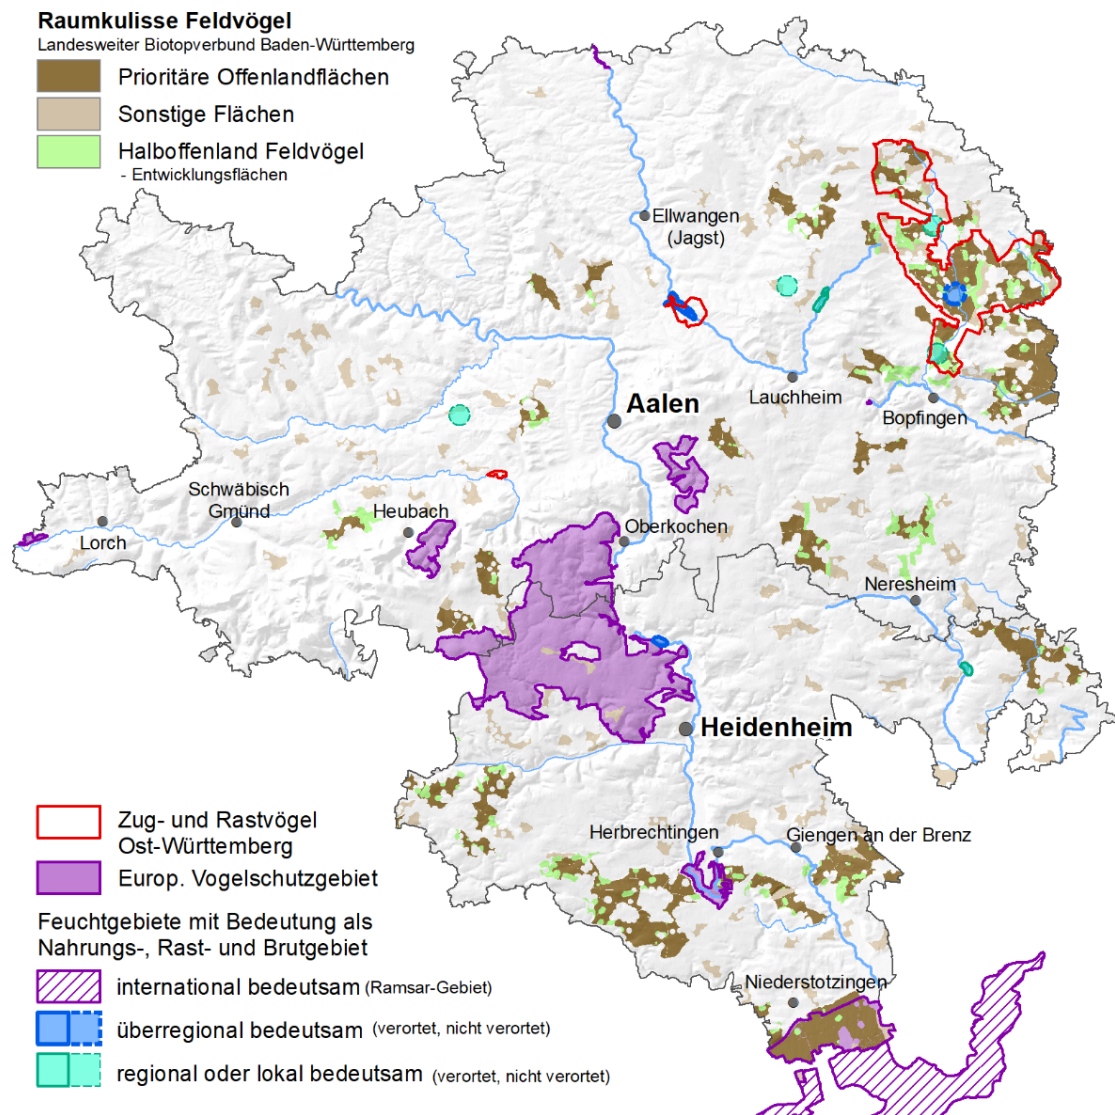 Raumkulisse Feldvögel
Landesweiter Biotopverbund Baden-Württemberg
Prioritäre Offenlandflächen
Sonstige Flächen
Halboffenland Feldvögel
- Entwicklungsflächen
Ellwangen
(Jagst)
Lauchheim
Aalen
Bopfingen
Schwäbisch
Gmünd
Heubach
Lorch
Oberkochen
Neresheim
Heidenheim
Zug- und Rastvögel
Ost-Württemberg
Herbrechtingen
Giengen an der Brenz
Europ. Vogelschutzgebiet
Feuchtgebiete mit Bedeutung als
Nahrungs-, Rast- und Brutgebiet
international bedeutsam (Ramsar-Gebiet)
Niederstotzingen
überregional bedeutsam (verortet, nicht verortet)
regional oder lokal bedeutsam (verortet, nicht verortet)